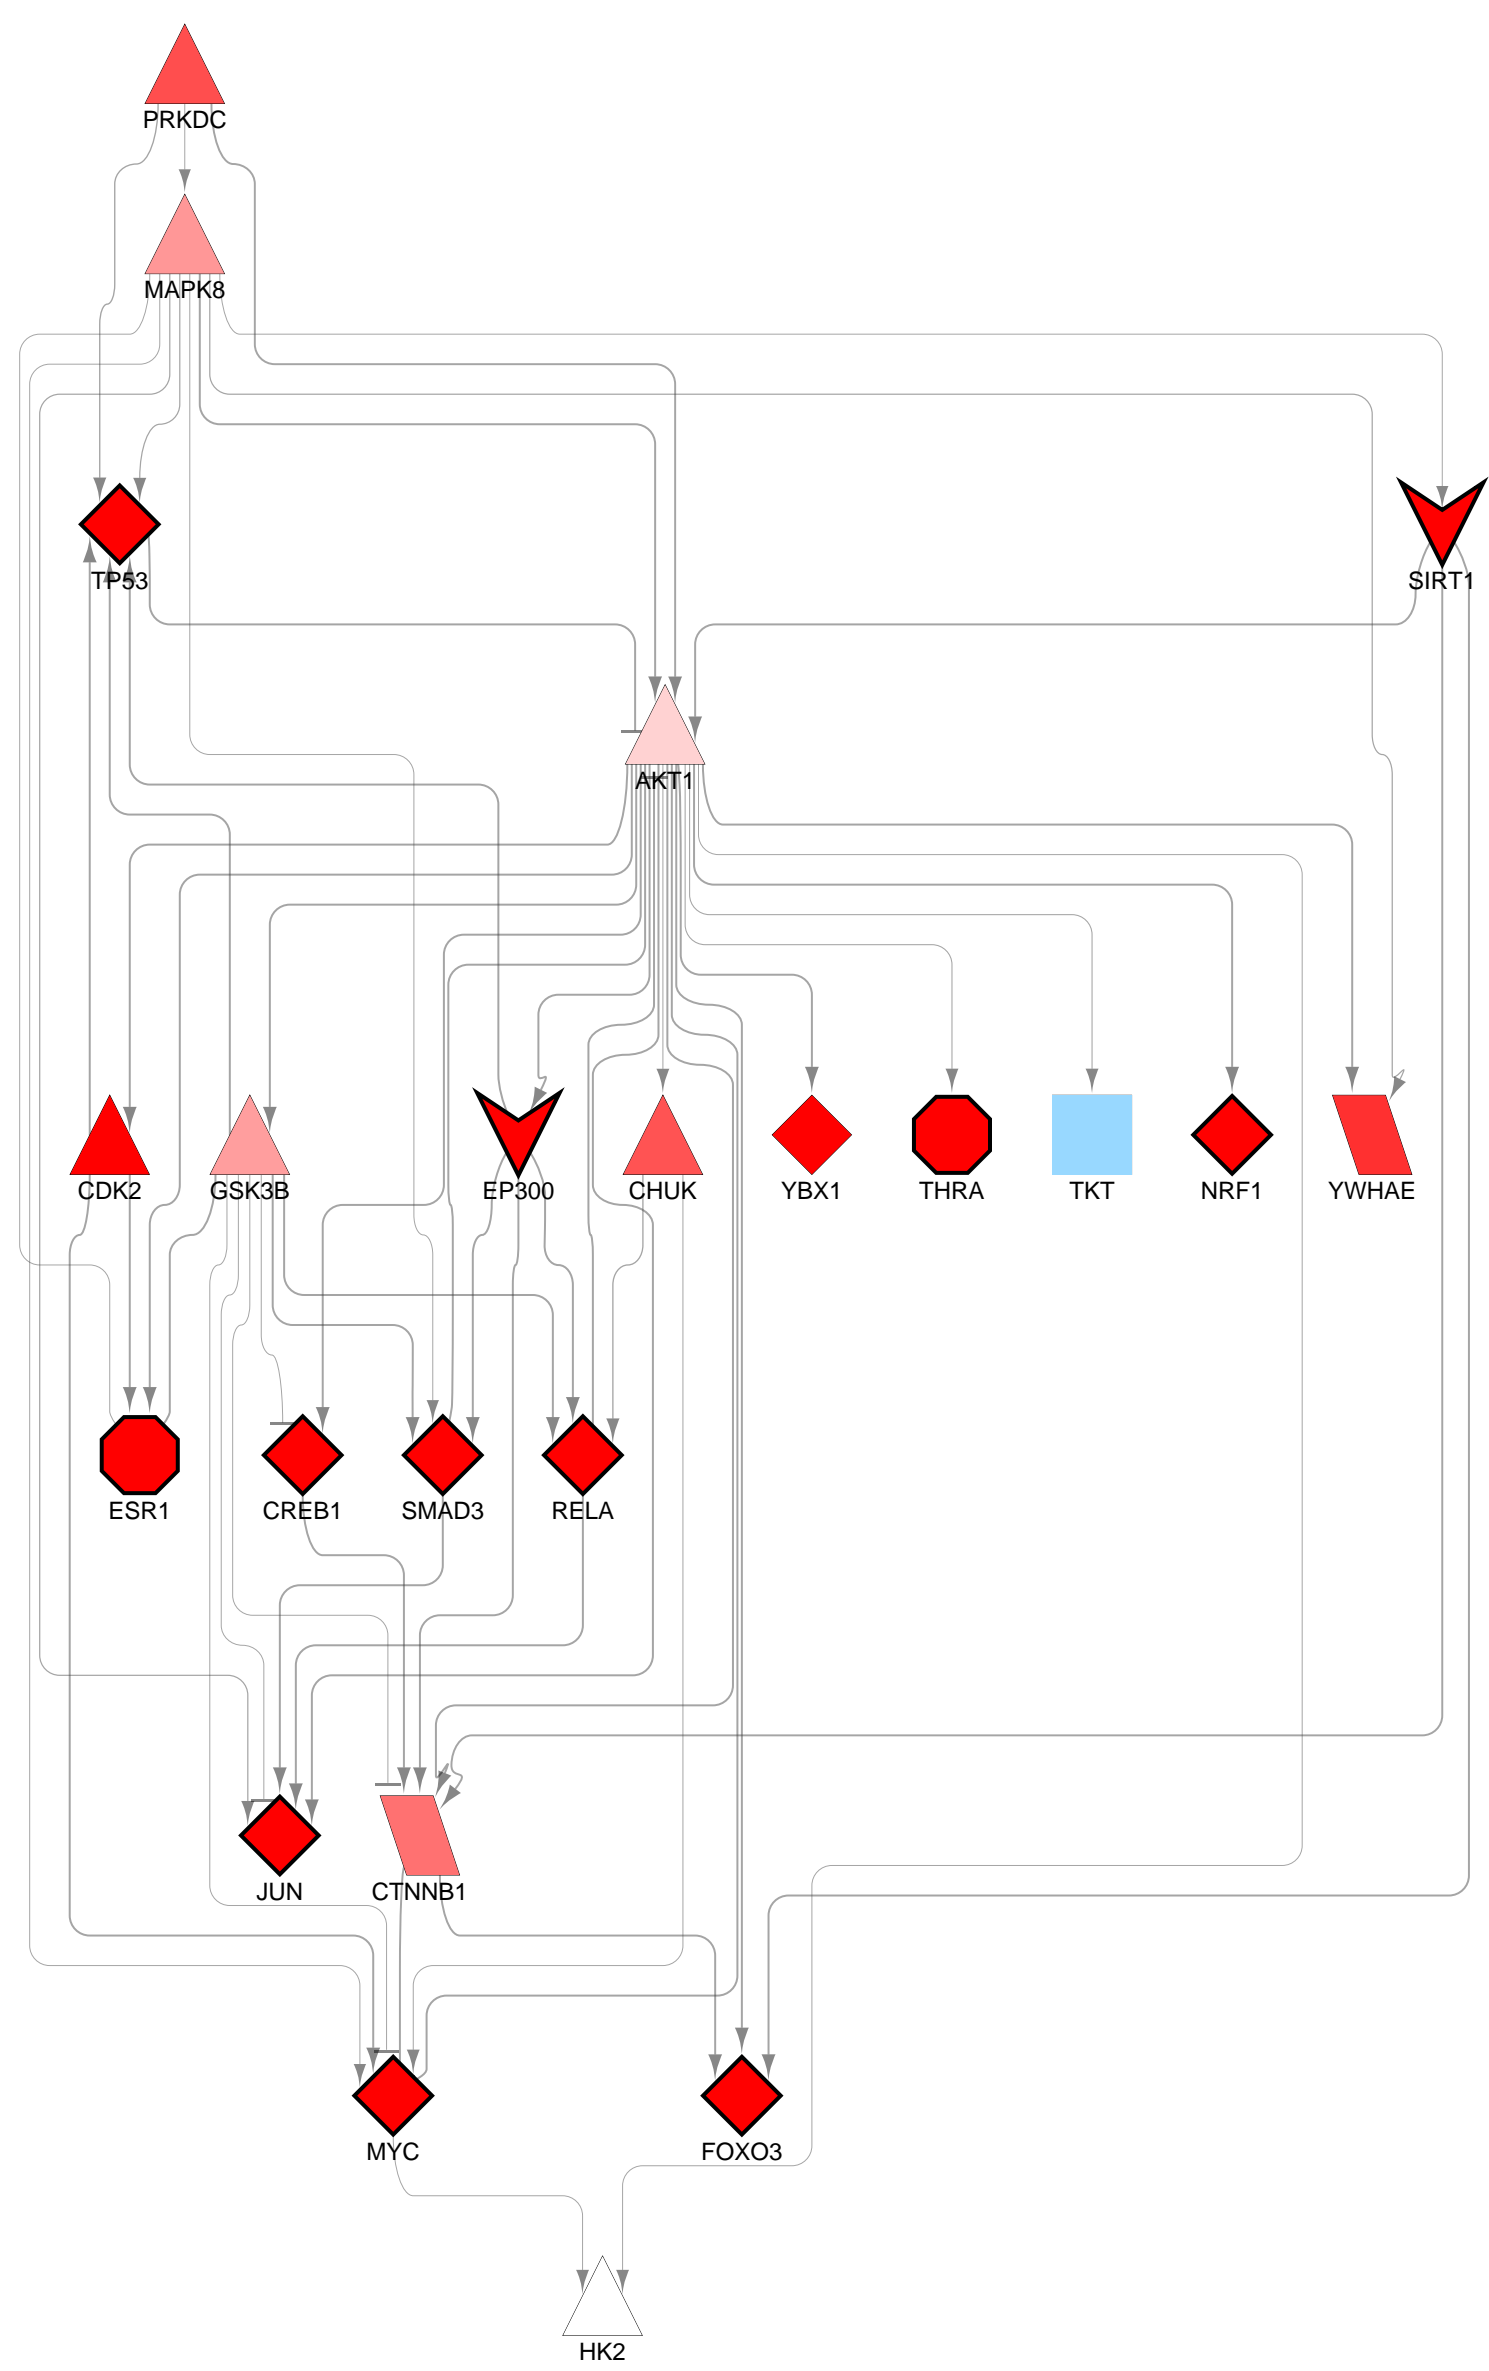 PRKDC
MAPK8
TP53
SIRT1
AKT1
CDK2
GSK3B
EP300
CHUK
YBX1
THRA
TKT
NRF1
YWHAE
ESR1
CREB1
SMAD3
RELA
JUN
CTNNB1
MYC
FOXO3
HK2